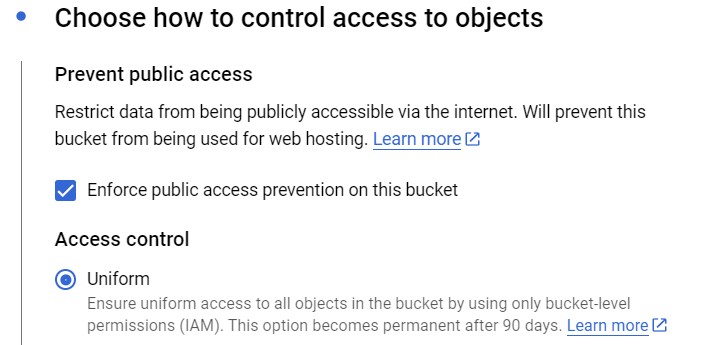 Choose how to control access to objects
Prevent public access
Restrict data from being publicly accessible via the internet. Will prevent this
bucket from being used for web hosting. Learn more
Enforce public access prevention on this bucket
Access control
Uniform
Ensure uniform access to all objects in the bucket by using only bucket-level
permissions (IAM). This option becomes permanent after 90 days. Learn more